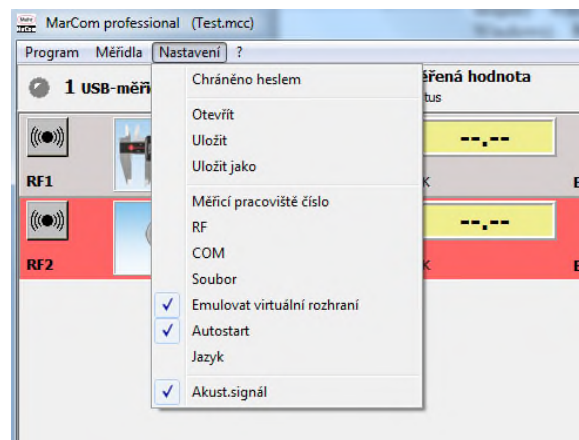 MarCom professional (Test.mcc)
Program Měřidla Nastavení ?
1 USB-měři
ěřená hodnota
tus
Chráněno heslem
Otevřít
Uložit
Uložit jako
Měřicí pracoviště číslo
RF
COM
Soubor
Emulovat virtuální rozhraní
Autostart
Jazyk
Akust.signál
--,--
RF1
K
E
--,--
RF2
K
E